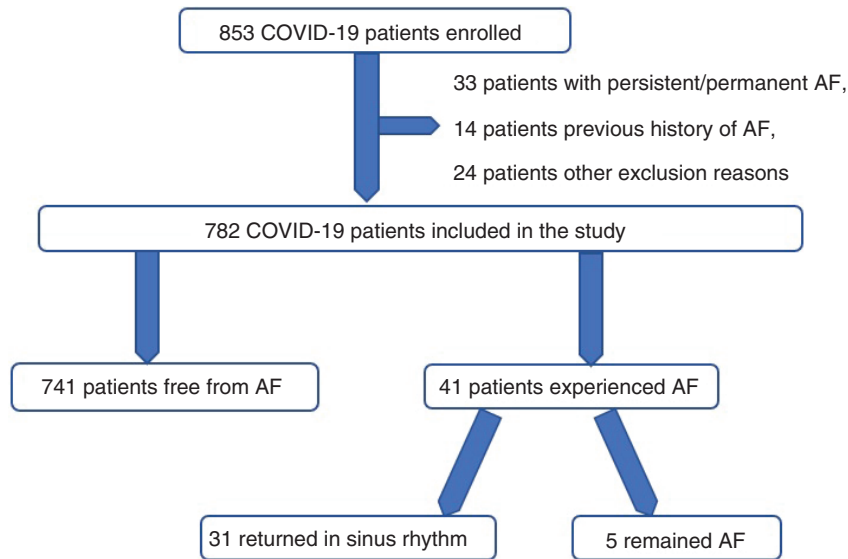 853 COVID-19 patients enrolled
33 patients with persistent/permanent AF,
14 patients previous history of AF,
24 patients other exclusion reasons
782 COVID-19 patients included in the study
741 patients free from AF
41 patients experienced AF
31 returned in sinus rhythm
5 remained AF